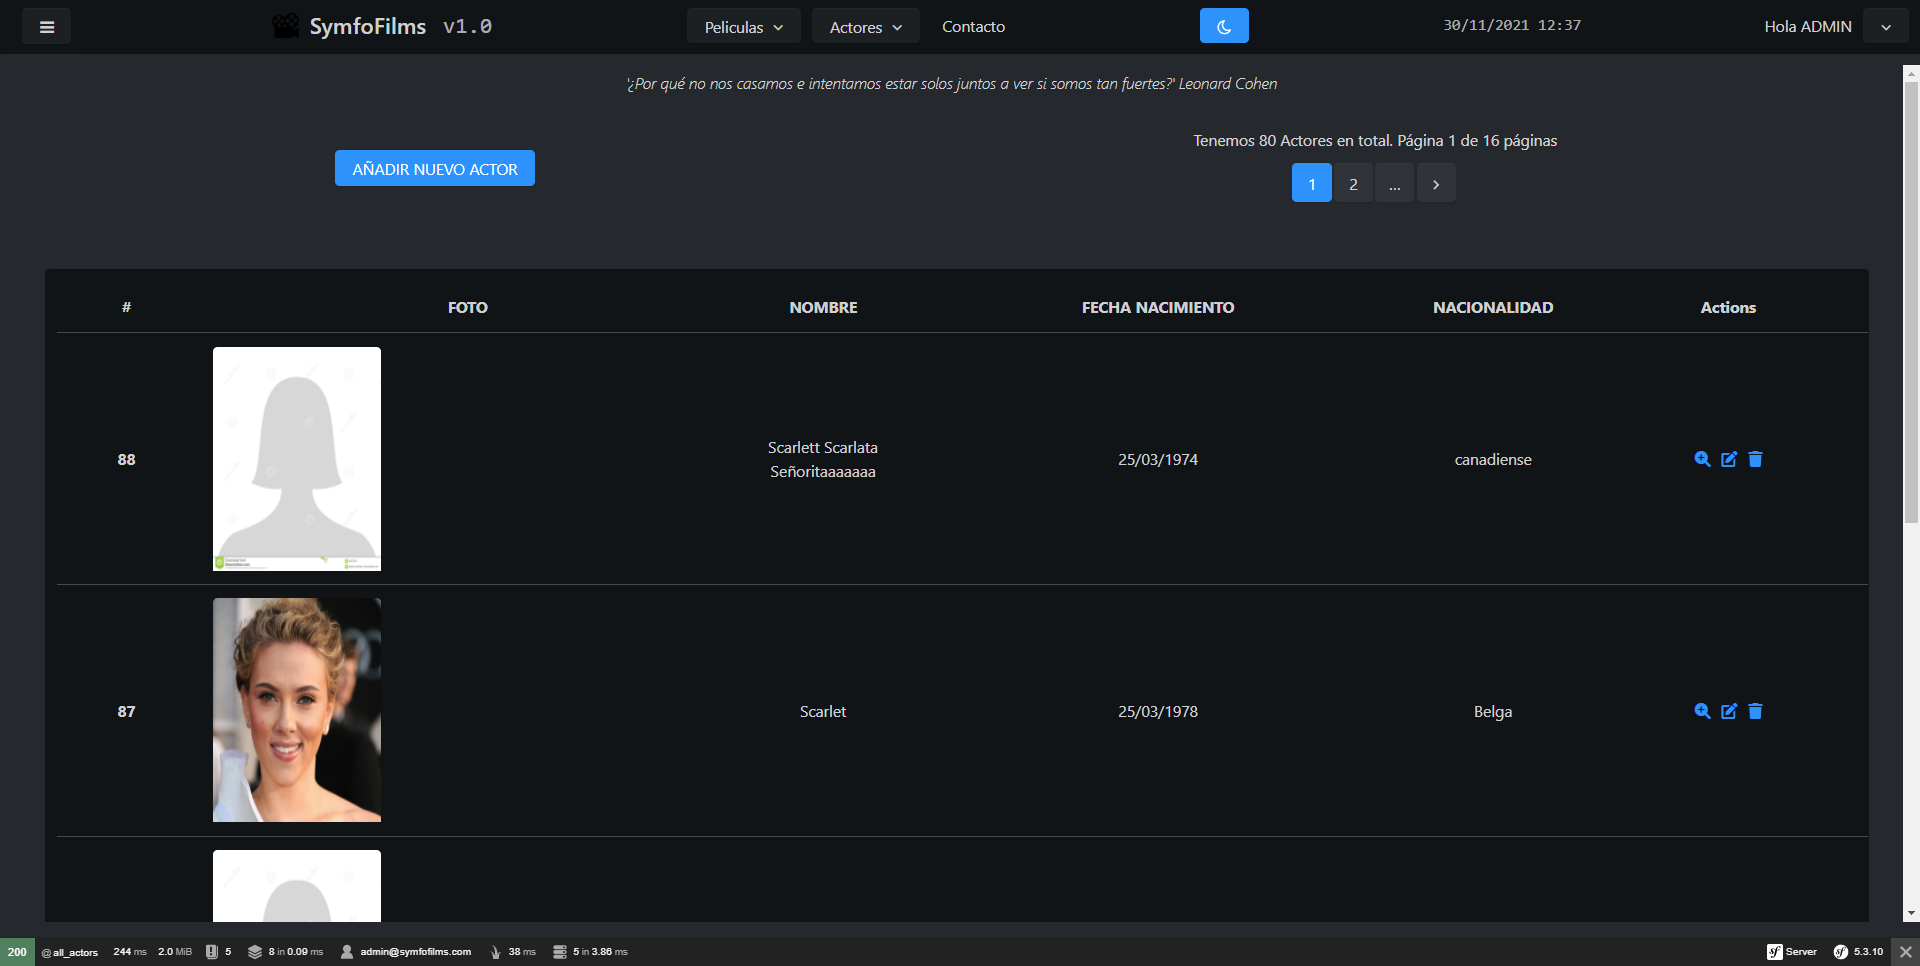 SymfoFilms v1.0
Peliculas
Actores
Contacto
30/11/2021 12:37
Hola ADMIN
'¿Por qué no nos casamos e intentamos estar solos juntos a ver si somos tan fuertes?' Leonard Cohen
AÑADIR NUEVO ACTOR
Tenemos 80 Actores en total. Página 1 de 16 páginas
1 2 ...
# FOTO NOMBRE FECHA NACIMIENTO NACIONALIDAD Actions
88 Scarlett Scarlata Señoritaaaaaaa 25/03/1974 canadiense
87 Scarlet 25/03/1978 Belga
200 @ all_actors 244 ms 2.0 MiB 5 8 in 0.09 ms admin@symfofilms.com 38 ms 5 in 3.86 ms Server 5.3.10